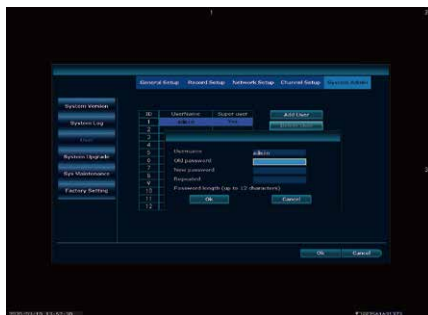 1
General Setup Record Setup Network Setup Channel Setup System Admin
System Version
System Log
User
System Upgrade
Sys Maintenance
Factory Setting
ID UserName Super user
Add User
1 admin Yes
2
3
4
5
6
7
8
9
10
11
12
Username admin
Old password
New password
Repeated
Password length (up to 12 characters)
Ok Cancel
Ok Cancel